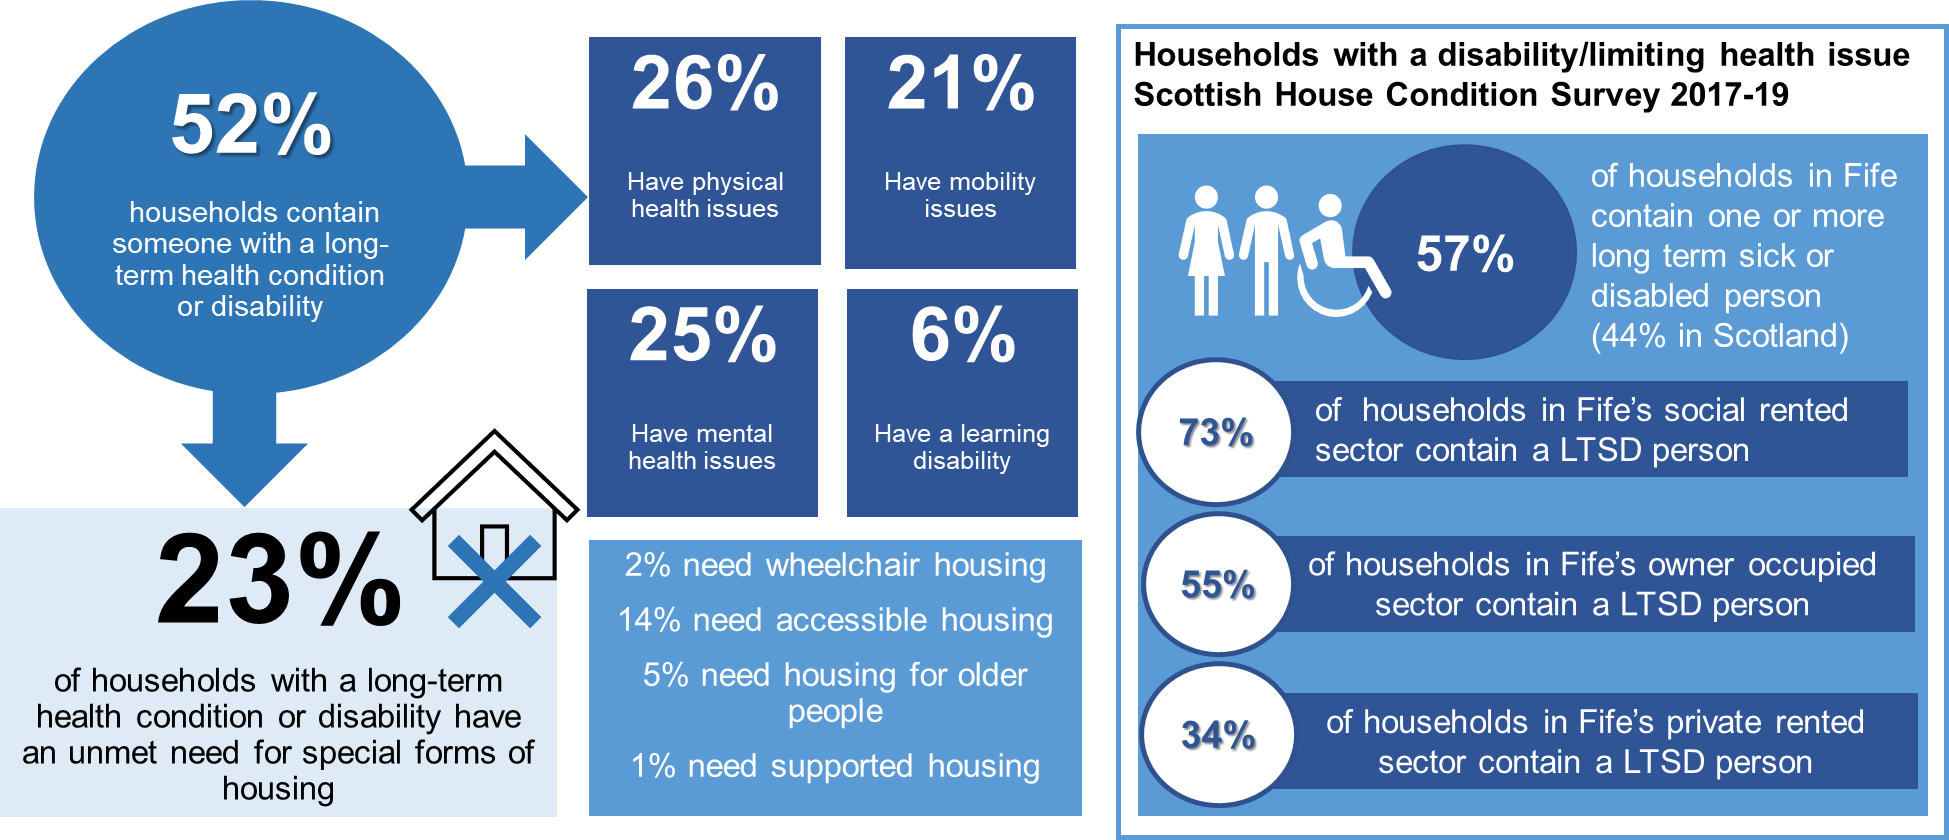 52%
households contain
someone with a long-
term health condition
or disability
26%
Have physical
health issues
21%
Have mobility
issues
25%
Have mental
health issues
6%
Have a learning
disability
23%
of households with a long-term
health condition or disability have
an unmet need for special forms of
housing
2% need wheelchair housing
14% need accessible housing
5% need housing for older
people
1% need supported housing
Households with a disability/limiting health issue
Scottish House Condition Survey 2017-19
57%
of households in Fife
contain one or more
long term sick or
disabled person
(44% in Scotland)
73%
of households in Fife’s social rented
sector contain a LTSD person
55%
of households in Fife’s owner occupied
sector contain a LTSD person
34%
of households in Fife’s private rented
sector contain a LTSD person